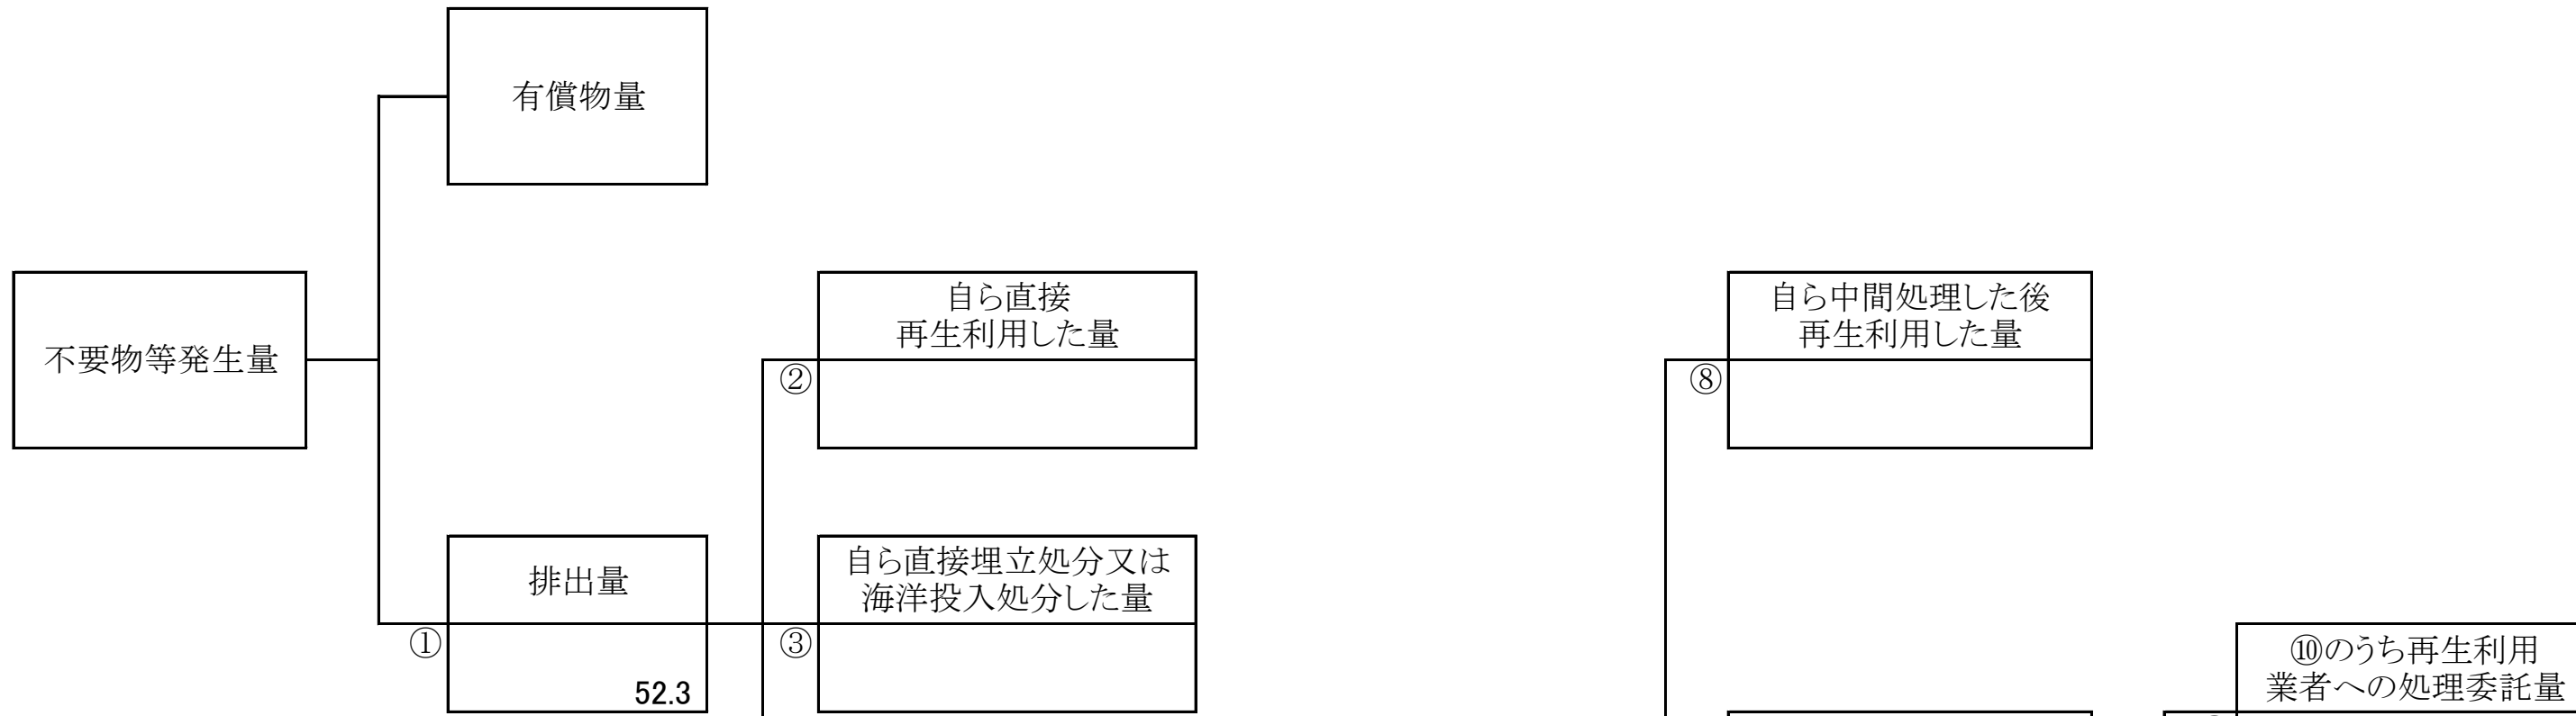 有償物量
不要物等発生量
自ら直接
再生利用した量
②
自ら中間処理した後
再生利用した量
⑧
排出量
①
52.3
自ら直接埋立処分又は
海洋投入処分した量
③
⑩のうち再生利用
業者への処理委託量